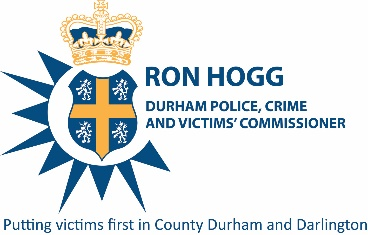 RON HOGG
DURHAM POLICE, CRIME
AND VICTIMS' COMMISSIONER
Putting victims first in County Durham and Darlington